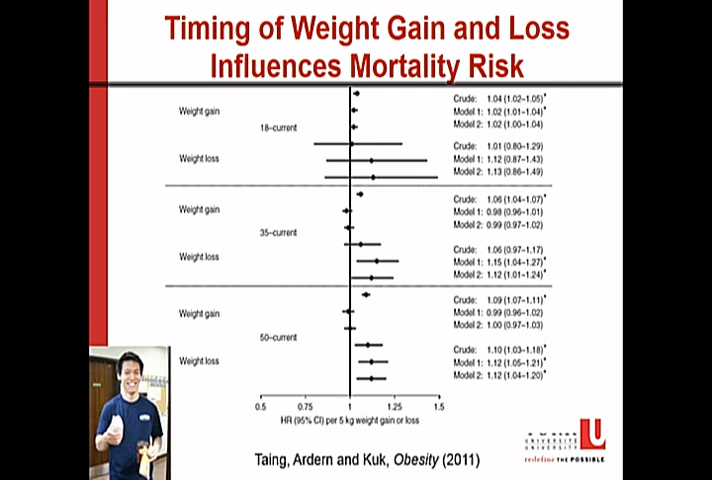 Timing of Weight Gain and Loss
Influences Mortality Risk
Weight gain
Crude: 1.04 (1.02–1.05)*
Model 1: 1.02 (1.01–1.04)*
Model 2: 1.02 (1.00–1.04)
18–current
Weight loss
Crude: 1.01 (0.80–1.29)
Model 1: 1.12 (0.87–1.43)
Model 2: 1.13 (0.86–1.49)
Weight gain
Crude: 1.06 (1.04–1.07)*
Model 1: 0.98 (0.96–1.01)
Model 2: 0.99 (0.97–1.02)
35–current
Weight loss
Crude: 1.06 (0.97–1.17)
Model 1: 1.15 (1.04–1.27)*
Model 2: 1.12 (1.01–1.24)*
Weight gain
Crude: 1.09 (1.07–1.11)*
Model 1: 0.99 (0.96–1.02)
Model 2: 1.00 (0.97–1.03)
50–current
Weight loss
Crude: 1.10 (1.03–1.18)*
Model 1: 1.12 (1.05–1.21)*
Model 2: 1.12 (1.04–1.20)*
0.5 0.75 1 1.25 1.5
HR (95% CI) per 5 kg weight gain or loss
Taing, Ardern and Kuk, Obesity (2011)
UNIVERSITÉ
UNIVERSITY
redefine THE POSSIBLE.